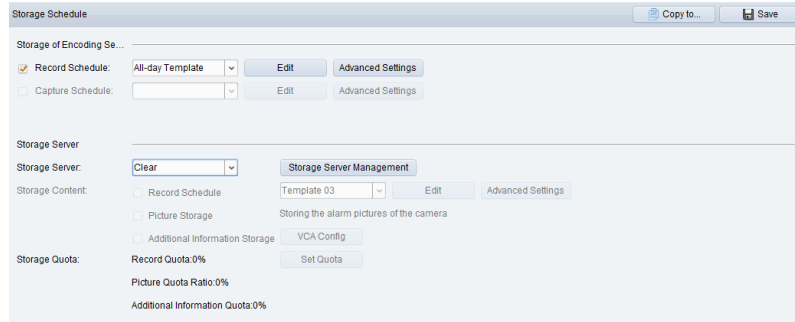 Storage Schedule Copy to... Save
Storage of Encoding Se...
Record Schedule: All-day Template Edit Advanced Settings
Capture Schedule: Edit Advanced Settings
Storage Server
Storage Server: Clear Storage Server Management
Storage Content: Record Schedule Template 03 Edit Advanced Settings
Picture Storage Storing the alarm pictures of the camera
Additional Information Storage VCA Config
Storage Quota: Record Quota:0% Set Quota
Picture Quota Ratio:0%
Additional Information Quota:0%